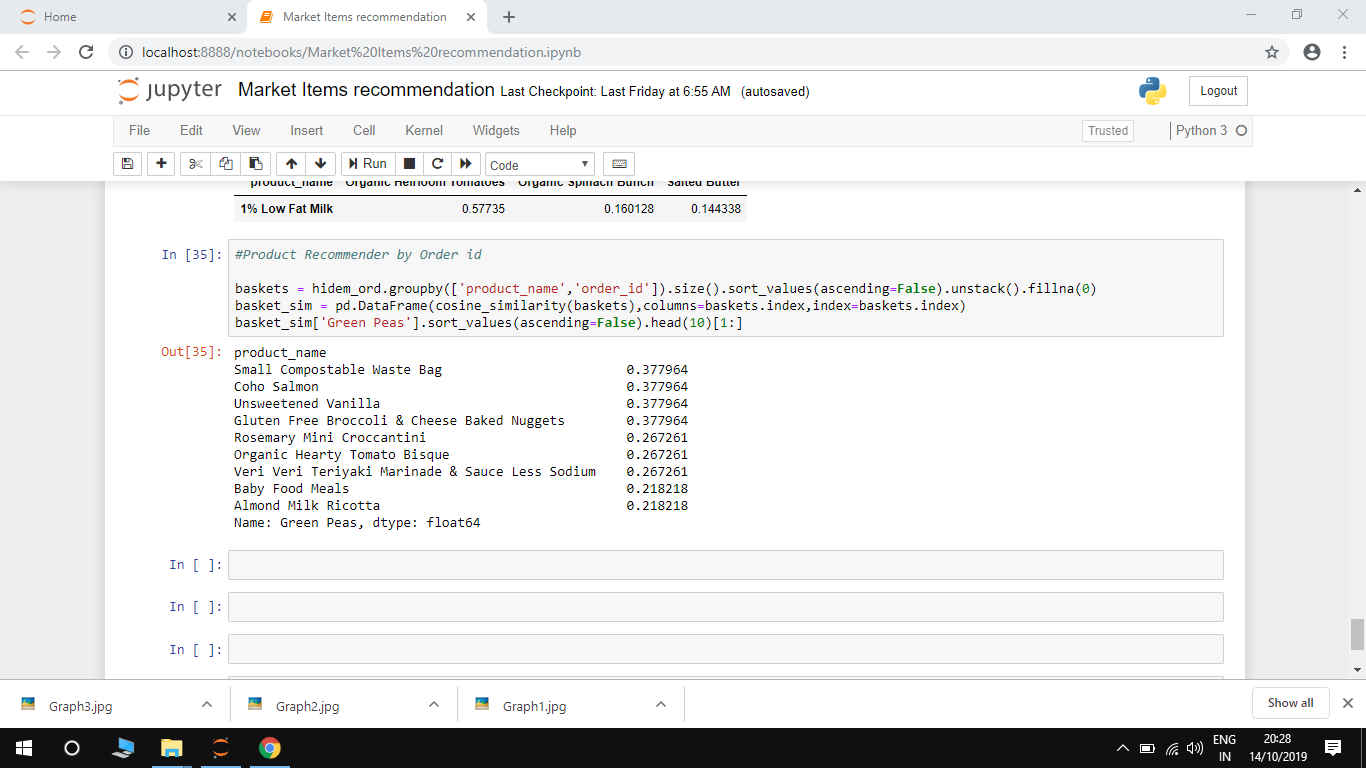 Home
Market Items recommendation
localhost:8888/notebooks/Market%20Items%20recommendation.ipynb
jupyter Market Items recommendation Last Checkpoint: Last Friday at 6:55 AM (autosaved)
Logout
File Edit View Insert Cell Kernel Widgets Help
Trusted
Python 3
Run
Code
product_name Organic Heirloom Tomatoes Organic Spinach Bunch Salted Butter
1% Low Fat Milk 0.57735 0.160128 0.144338
In [35]: #Product Recommender by Order id
baskets = hidem_ord.groupby(['product_name','order_id']).size().sort_values(ascending=False).unstack().fillna(0)
basket_sim = pd.DataFrame(cosine_similarity(baskets),columns=baskets.index,index=baskets.index)
basket_sim['Green Peas'].sort_values(ascending=False).head(10)[1:]
Out[35]: product_name
Small Compostable Waste Bag 0.377964
Coho Salmon 0.377964
Unsweetened Vanilla 0.377964
Gluten Free Broccoli & Cheese Baked Nuggets 0.377964
Rosemary Mini Croccantini 0.267261
Organic Hearty Tomato Bisque 0.267261
Veri Veri Teriyaki Marinade & Sauce Less Sodium 0.267261
Baby Food Meals 0.218218
Almond Milk Ricotta 0.218218
Name: Green Peas, dtype: float64
In [ ]:
In [ ]:
In [ ]:
Graph3.jpg
Graph2.jpg
Graph1.jpg
Show all
ENG
IN
20:28
14/10/2019